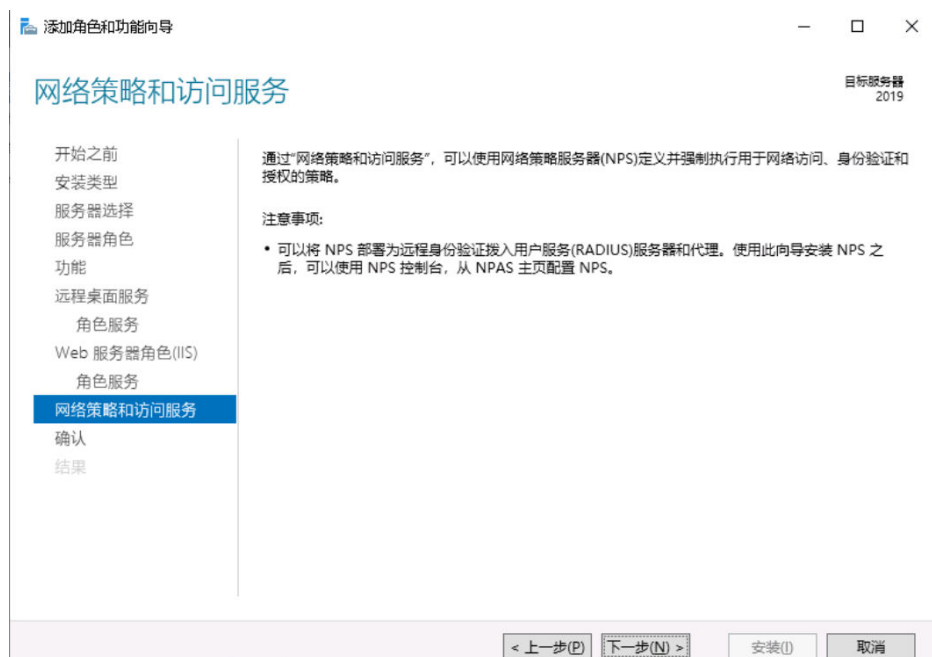 添加角色和功能向导
网络策略和访问服务
目标服务器
2019
开始之前
安装类型
服务器选择
服务器角色
功能
远程桌面服务
角色服务
Web 服务器角色(IIS)
角色服务
网络策略和访问服务
确认
结果
通过"网络策略和访问服务"，可以使用网络策略服务器(NPS)定义并强制执行用于网络访问、身份验证和
授权的策略。
注意事项:
• 可以将 NPS 部署为远程身份验证拨入用户服务(RADIUS)服务器和代理。使用此向导安装 NPS 之
后，可以使用 NPS 控制台，从 NPAS 主页配置 NPS。
< 上一步(P) 下一步(N) > 安装(I) 取消